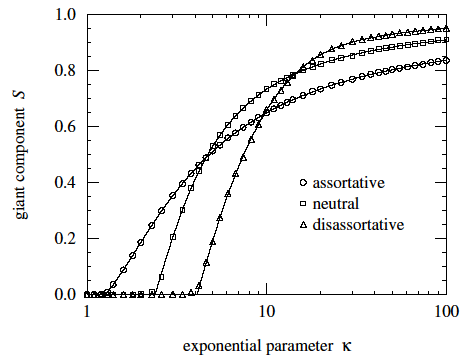 1.0
0.8
0.6
0.4
0.2
0.0
giant component S
assortative
neutral
disassortative
1
10
100
exponential parameter κ